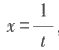 x = 1/t,